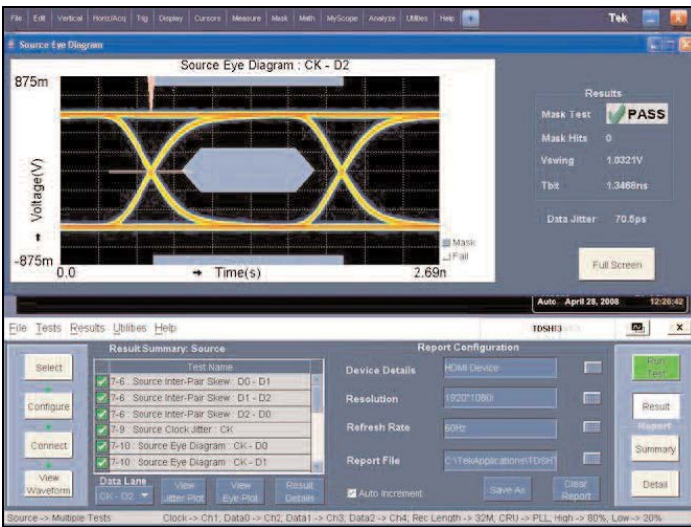 File Edit Vertical Horiz/Acq Trig Display Cursors Measure Mask Math MyScope Analyze Utilities Help Tek
Source Eye Diagram
Source Eye Diagram : CK - D2
875m
Voltage(V)
-875m
0.0
Time(s)
2.69n
Mask
Fail
Results
Mask Test PASS
Mask Hits 0
Vswing 1.0321V
Tbit 1.3468ns
Data Jitter 70.5ps
Full Screen
Auto April 28, 2008 12:26:42
File Tests Results Utilities Help
Select
Configure
Connect
View Waveform
Result Summary: Source
Test Name
7-6 : Source Inter-Pair Skew : D0 - D1
7-6 : Source Inter-Pair Skew : D1 - D2
7-6 : Source Inter-Pair Skew : D2 - D0
7-9 : Source Clock Jitter : CK
7-10 : Source Eye Diagram : CK - D0
7-10 : Source Eye Diagram : CK - D1
Data Lane
CK - D2
View Jitter Plot
View Eye Plot
Result Details
Report Configuration
Device Details HDMI Device
Resolution 1920*1080i
Refresh Rate 60Hz
Report File C:\TekApplications\TDSHT
Auto Increment
Save As
Clear Report
Run Test
Result
Report
Summary
Detail
Source -> Multiple Tests Clock -> Ch1, Data0 -> Ch2, Data1 -> Ch3, Data2 -> Ch4, Rec Length -> 32M, CRU -> PLL, High -> 80%, Low -> 20%